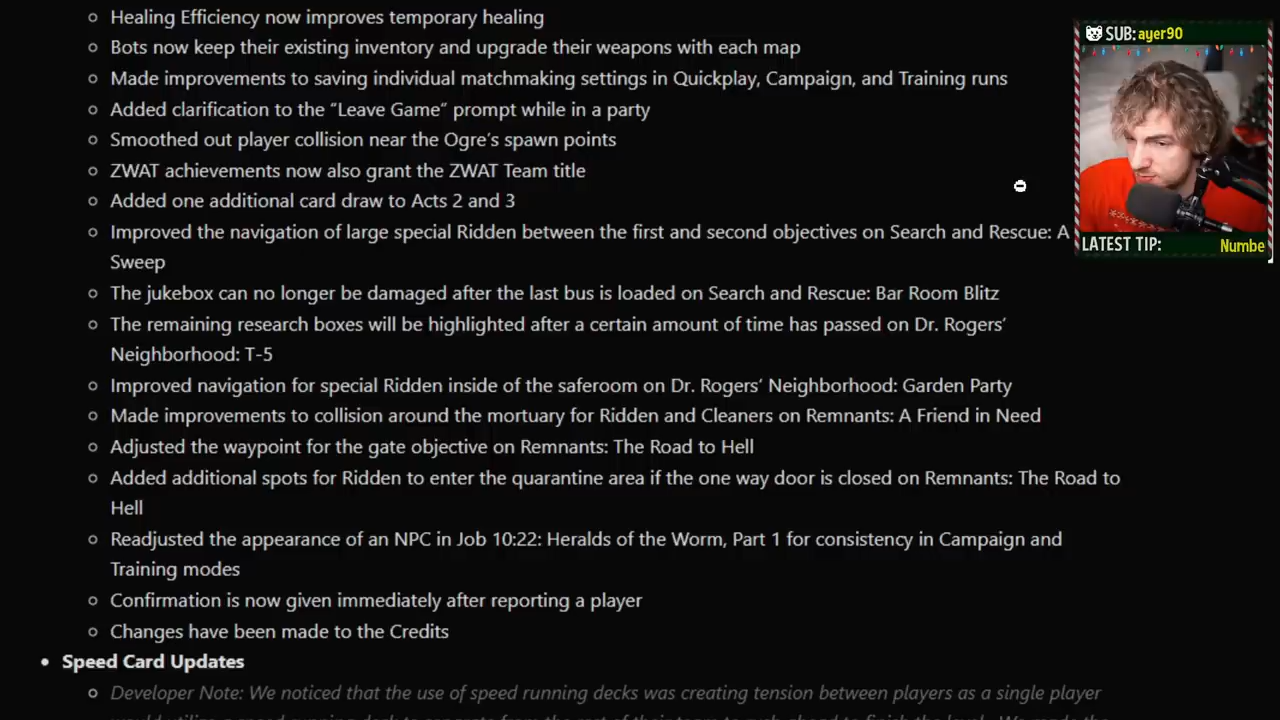 Healing Efficiency now improves temporary healing
Bots now keep their existing inventory and upgrade their weapons with each map
Made improvements to saving individual matchmaking settings in Quickplay, Campaign, and Training runs
Added clarification to the “Leave Game” prompt while in a party
Smoothed out player collision near the Ogre’s spawn points
ZWAT achievements now also grant the ZWAT Team title
Added one additional card draw to Acts 2 and 3
Improved the navigation of large special Ridden between the first and second objectives on Search and Rescue: A
Sweep
The jukebox can no longer be damaged after the last bus is loaded on Search and Rescue: Bar Room Blitz
The remaining research boxes will be highlighted after a certain amount of time has passed on Dr. Rogers’
Neighborhood: T-5
Improved navigation for special Ridden inside of the saferoom on Dr. Rogers’ Neighborhood: Garden Party
Made improvements to collision around the mortuary for Ridden and Cleaners on Remnants: A Friend in Need
Adjusted the waypoint for the gate objective on Remnants: The Road to Hell
Added additional spots for Ridden to enter the quarantine area if the one way door is closed on Remnants: The Road to
Hell
Readjusted the appearance of an NPC in Job 10:22: Heralds of the Worm, Part 1 for consistency in Campaign and
Training modes
Confirmation is now given immediately after reporting a player
Changes have been made to the Credits
Speed Card Updates
Developer Note: We noticed that the use of speed running decks was creating tension between players as a single player
SUB: ayer90
LATEST TIP: Numbe